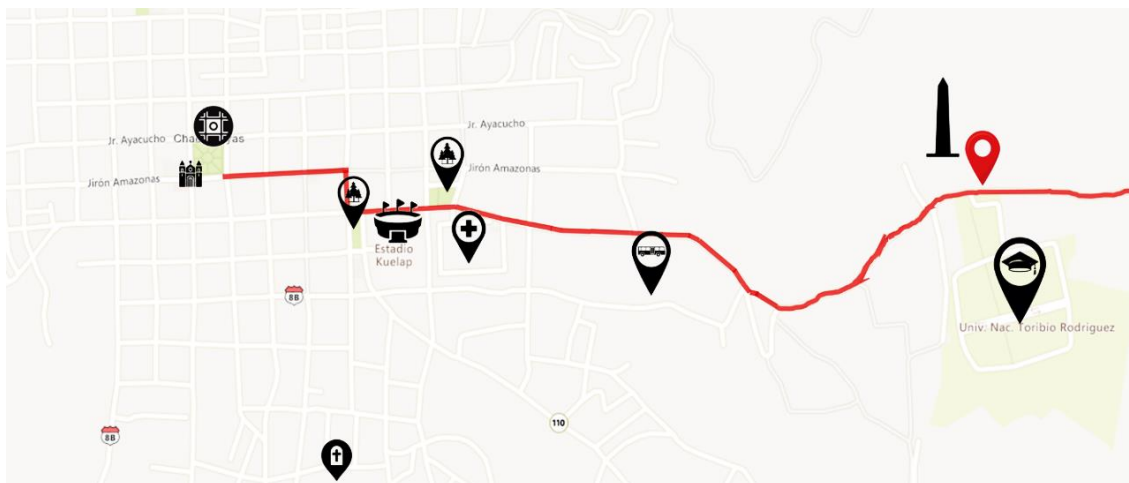 Jr. Ayacucho
Jr. Ayacucho
Jirón Amazonas
Jirón Amazonas
Estadio
Kuelap
8B
Univ. Nac. Toribio Rodriguez
8B
110